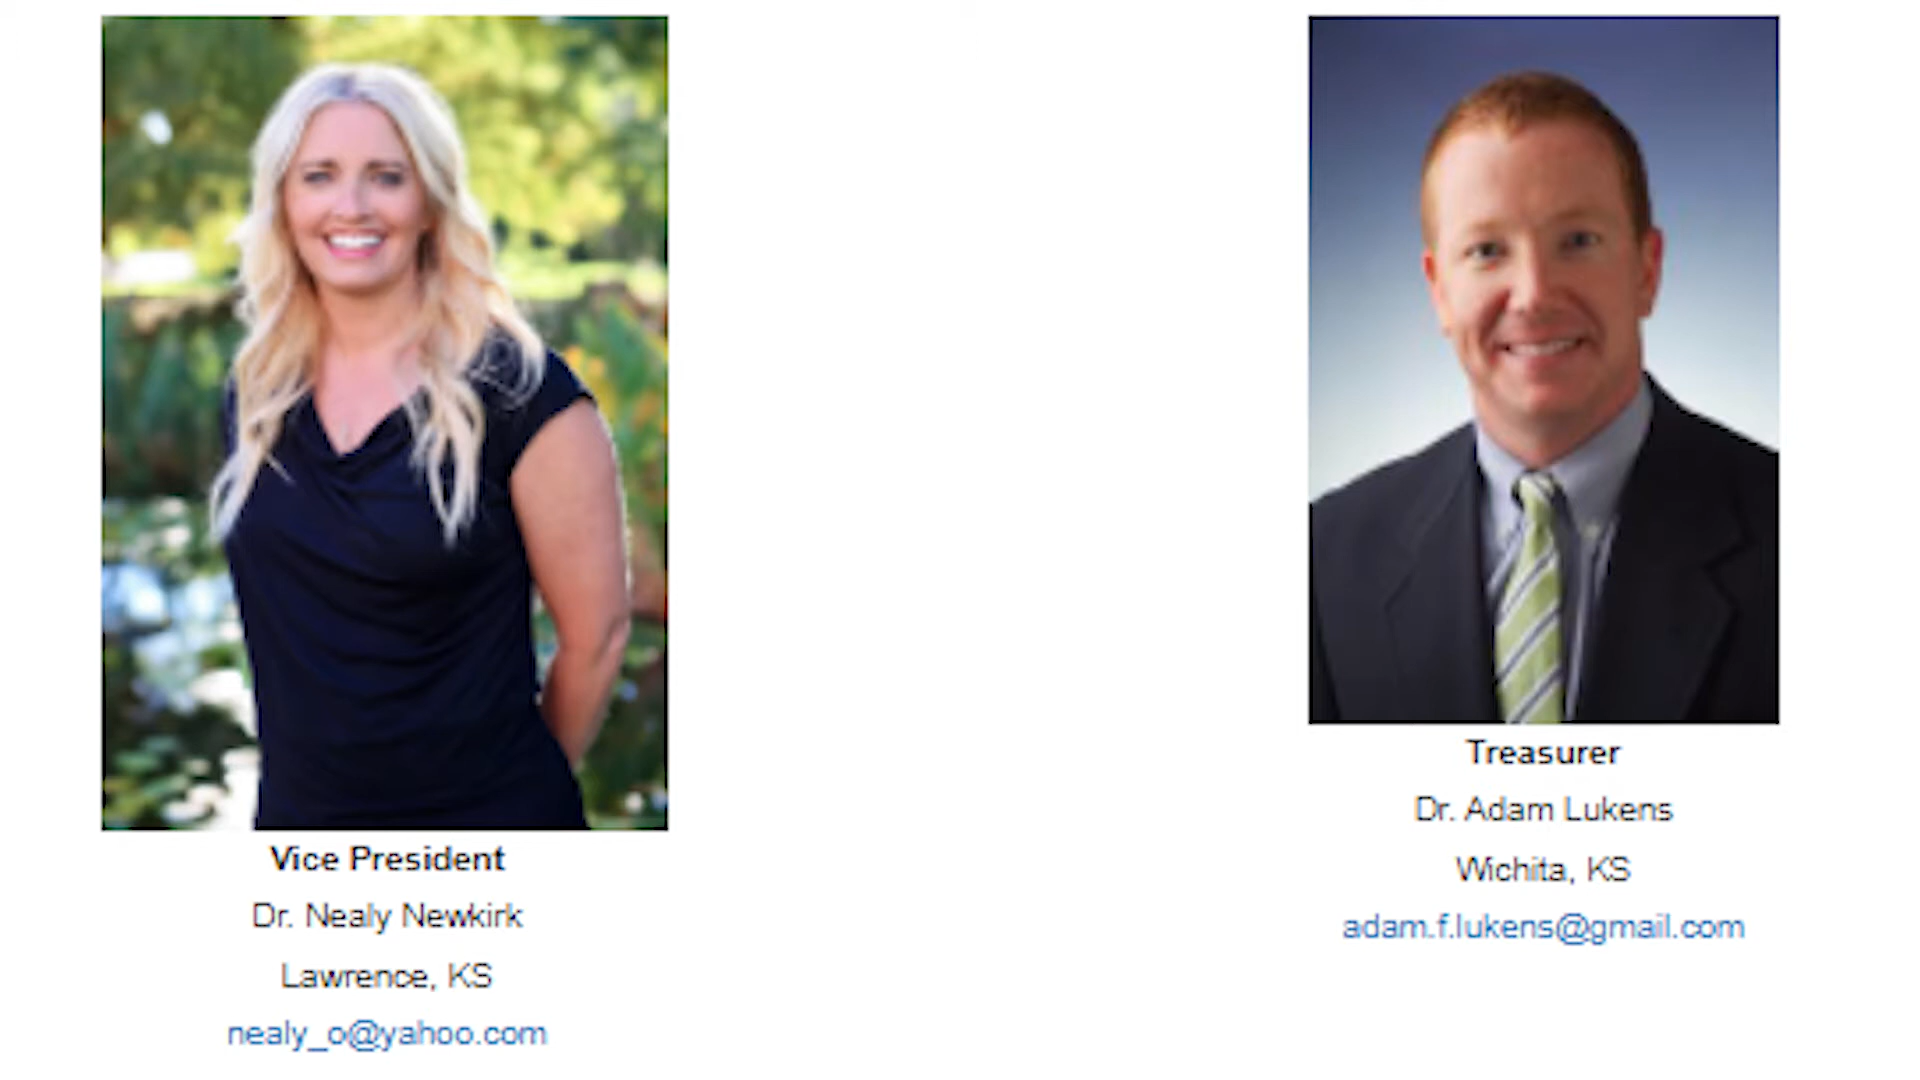 Vice President
Dr. Nealy Newkirk
Lawrence, KS
nealy_o@yahoo.com
Treasurer
Dr. Adam Lukens
Wichita, KS
adam.f.lukens@gmail.com